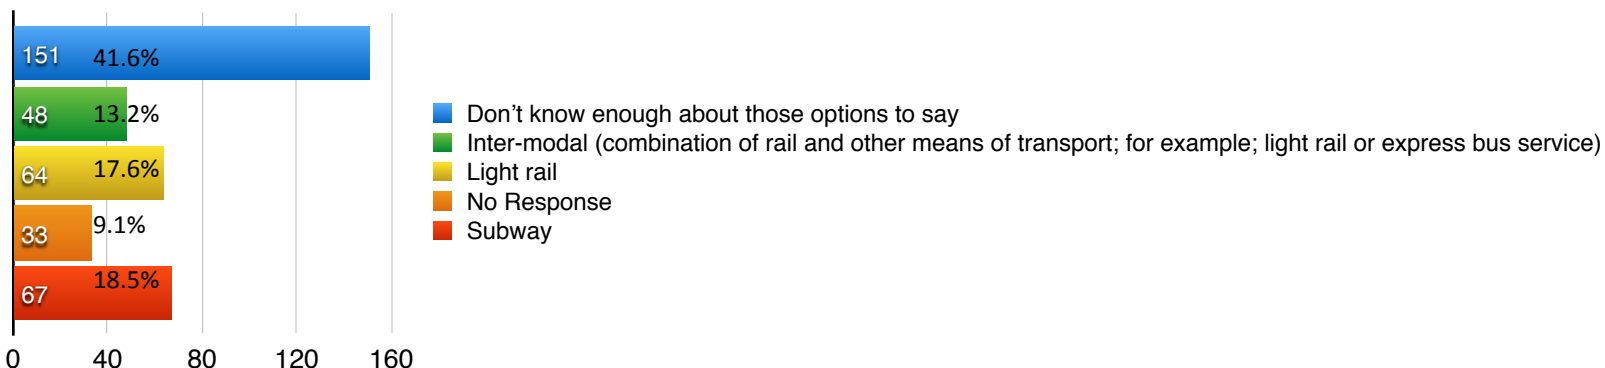 151 41.6%
48 13.2%
64 17.6%
33 9.1%
67 18.5%
0 40 80 120 160
Don’t know enough about those options to say
Inter-modal (combination of rail and other means of transport; for example; light rail or express bus service)
Light rail
No Response
Subway